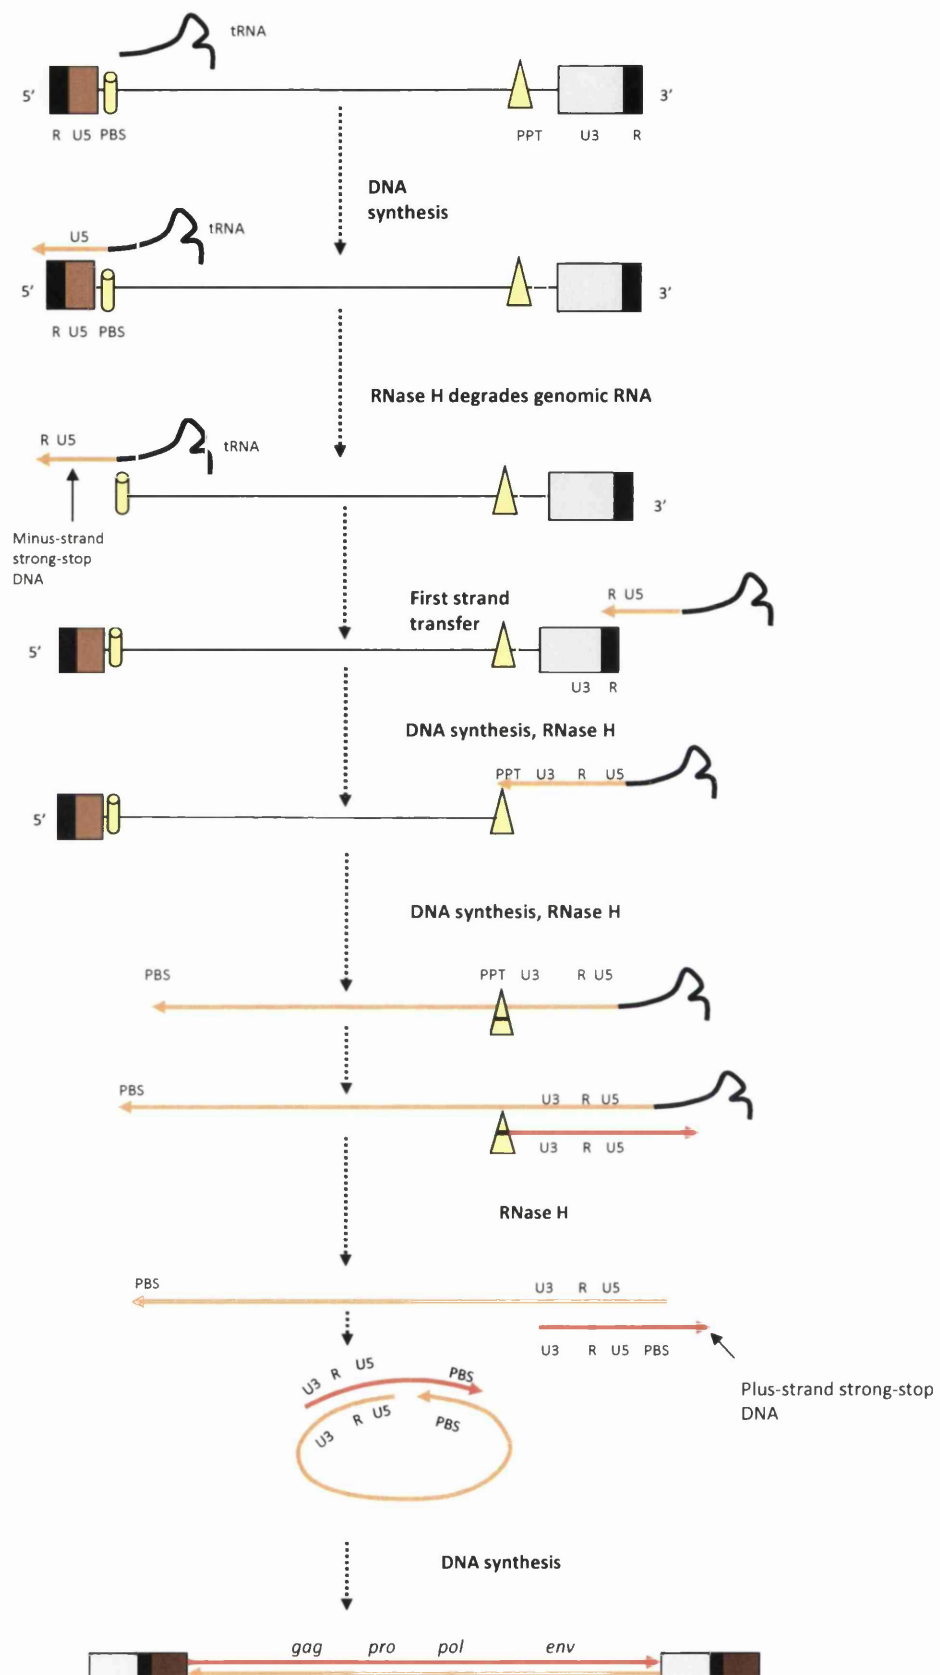 tRNA
5' 3'
R U5 PBS PPT U3 R
DNA
synthesis
U5 tRNA
5' 3'
R U5 PBS
RNase H degrades genomic RNA
R U5 tRNA
3'
Minus-strand
strong-stop
DNA
First strand
transfer
R U5
5'
U3 R
DNA synthesis, RNase H
PPT U3 R U5
5'
DNA synthesis, RNase H
PBS PPT U3 R U5
PBS U3 R U5
U3 R U5
RNase H
PBS U3 R U5
U3 R U5 PBS
Plus-strand strong-stop
DNA
U3 R U5 PBS
U3 R U5 PBS
DNA synthesis
gag pro pol env